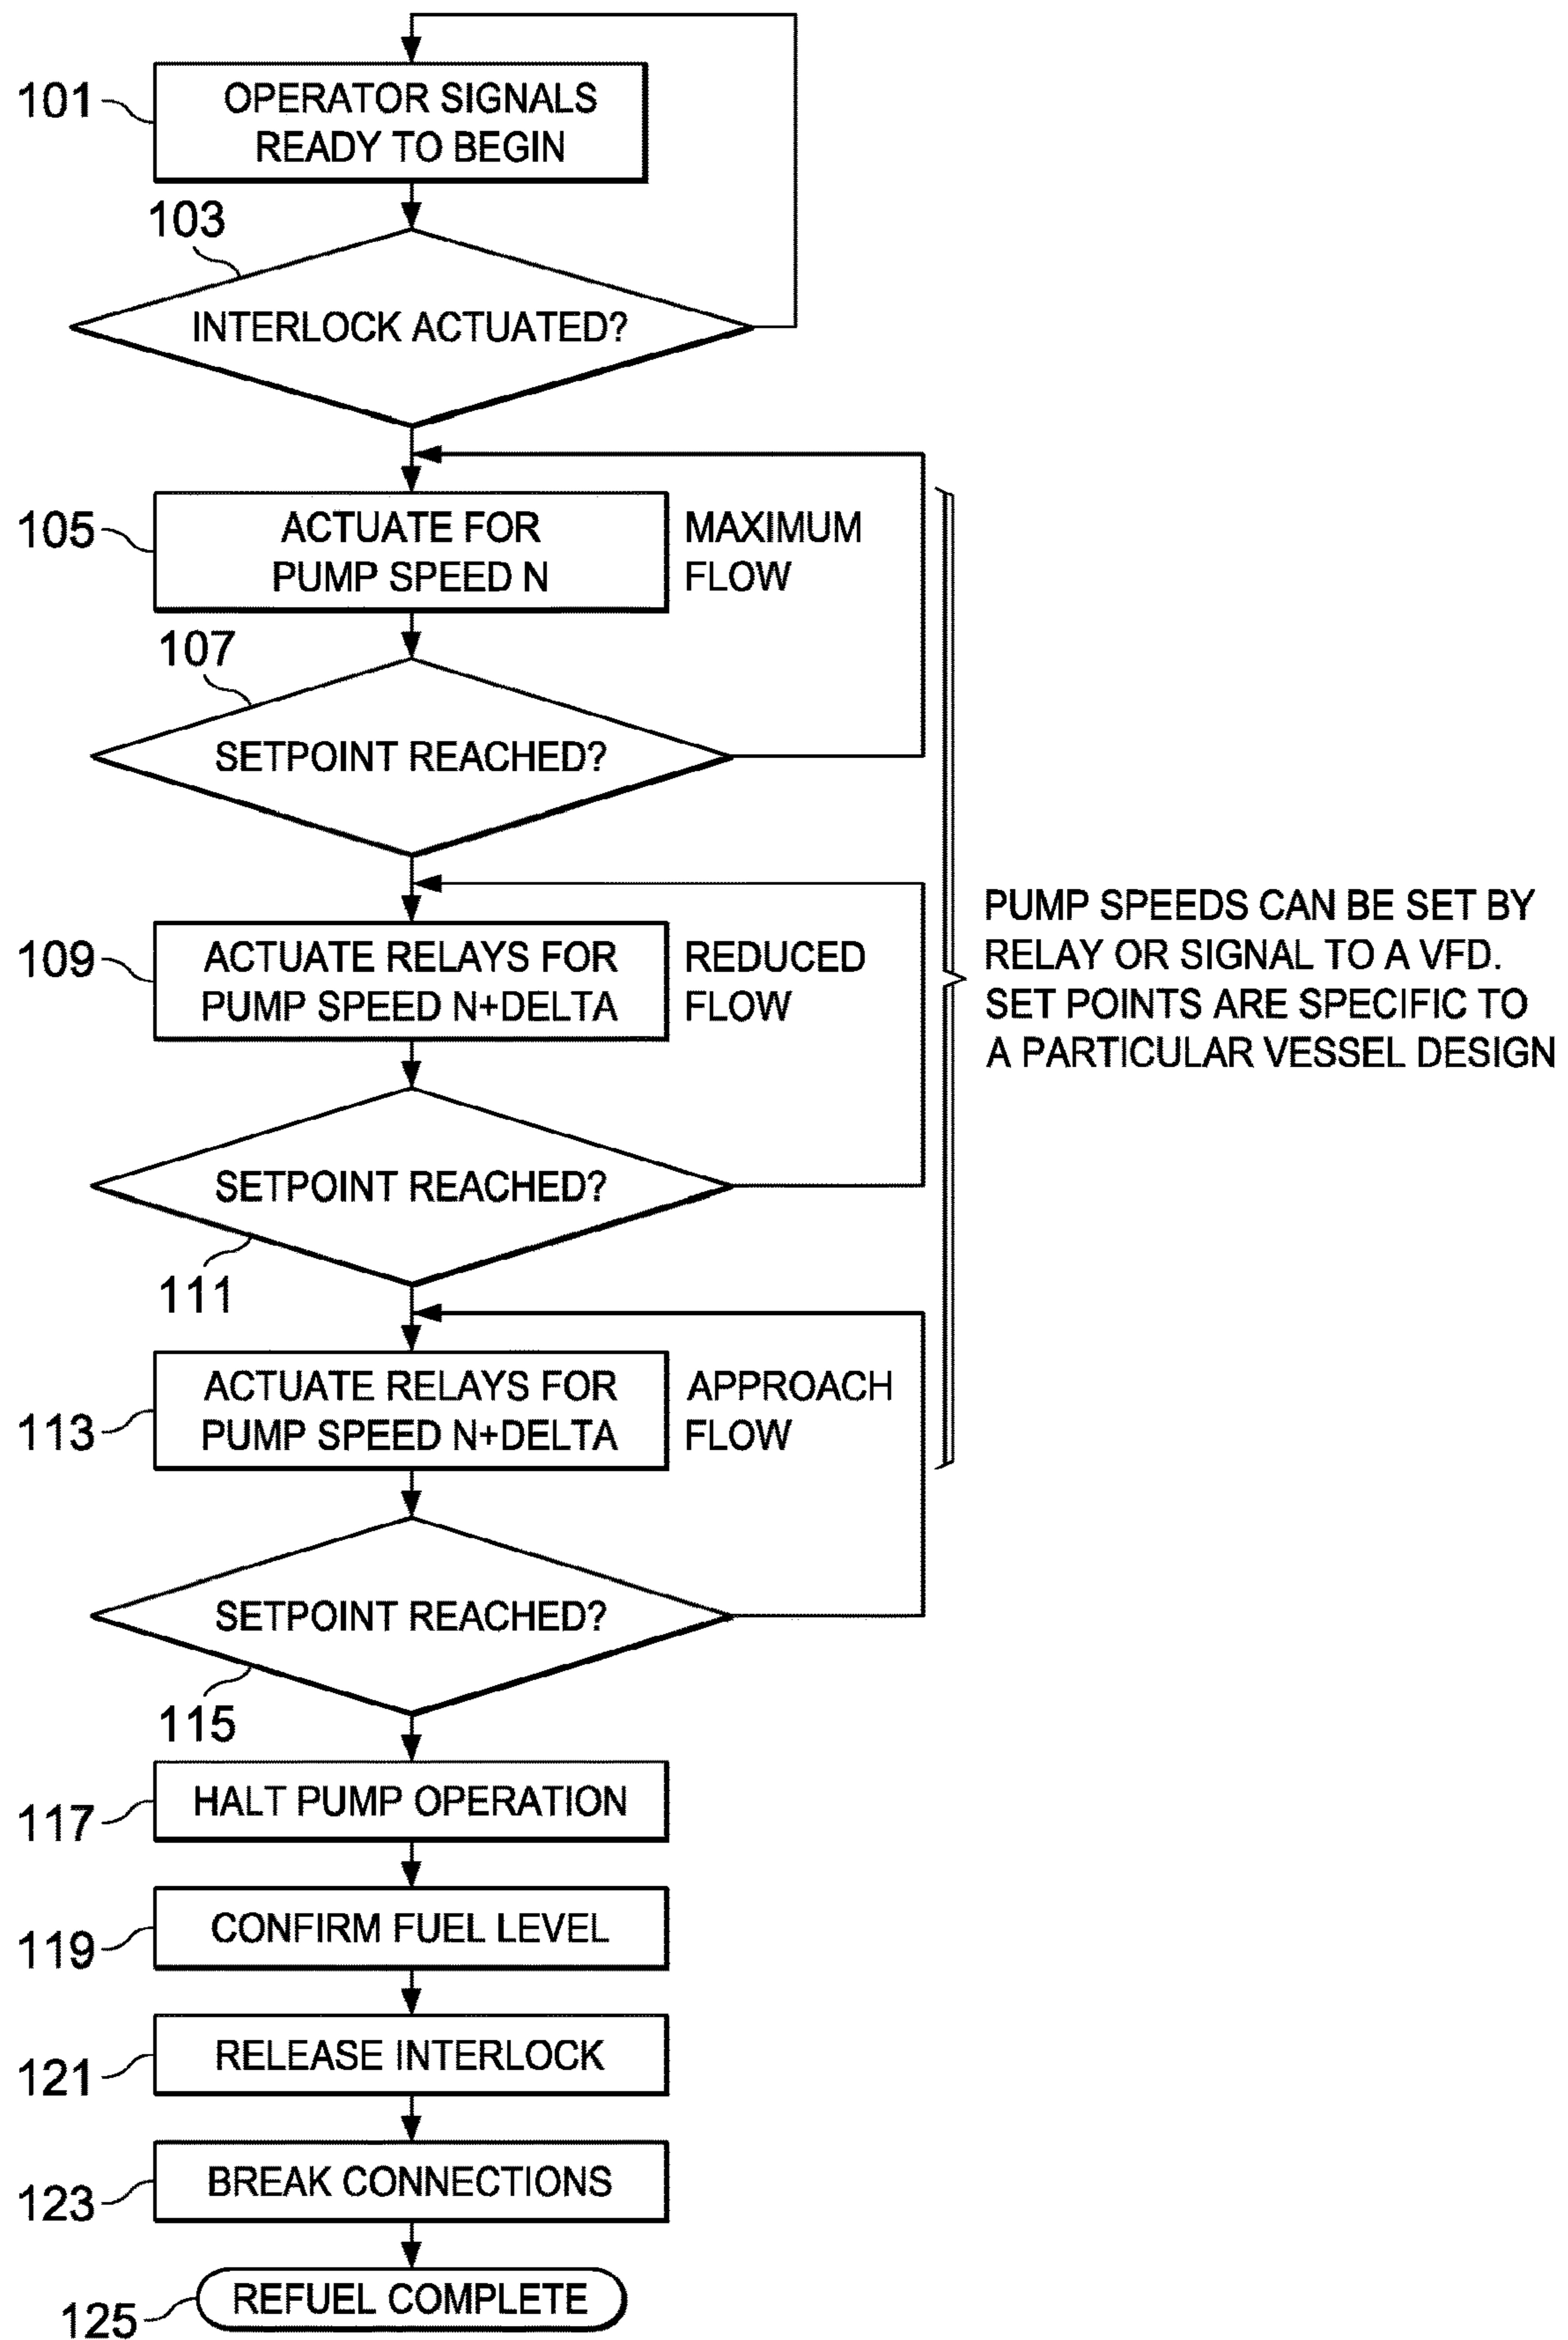 101
OPERATOR SIGNALS
READY TO BEGIN
103
INTERLOCK ACTUATED?
105
ACTUATE FOR
PUMP SPEED N
MAXIMUM
FLOW
107
SETPOINT REACHED?
109
ACTUATE RELAYS FOR
PUMP SPEED N+DELTA
REDUCED
FLOW
PUMP SPEEDS CAN BE SET BY
RELAY OR SIGNAL TO A VFD.
SET POINTS ARE SPECIFIC TO
A PARTICULAR VESSEL DESIGN
SETPOINT REACHED?
111
113
ACTUATE RELAYS FOR
PUMP SPEED N+DELTA
APPROACH
FLOW
SETPOINT REACHED?
115
117
HALT PUMP OPERATION
119
CONFIRM FUEL LEVEL
121
RELEASE INTERLOCK
123
BREAK CONNECTIONS
125
REFUEL COMPLETE